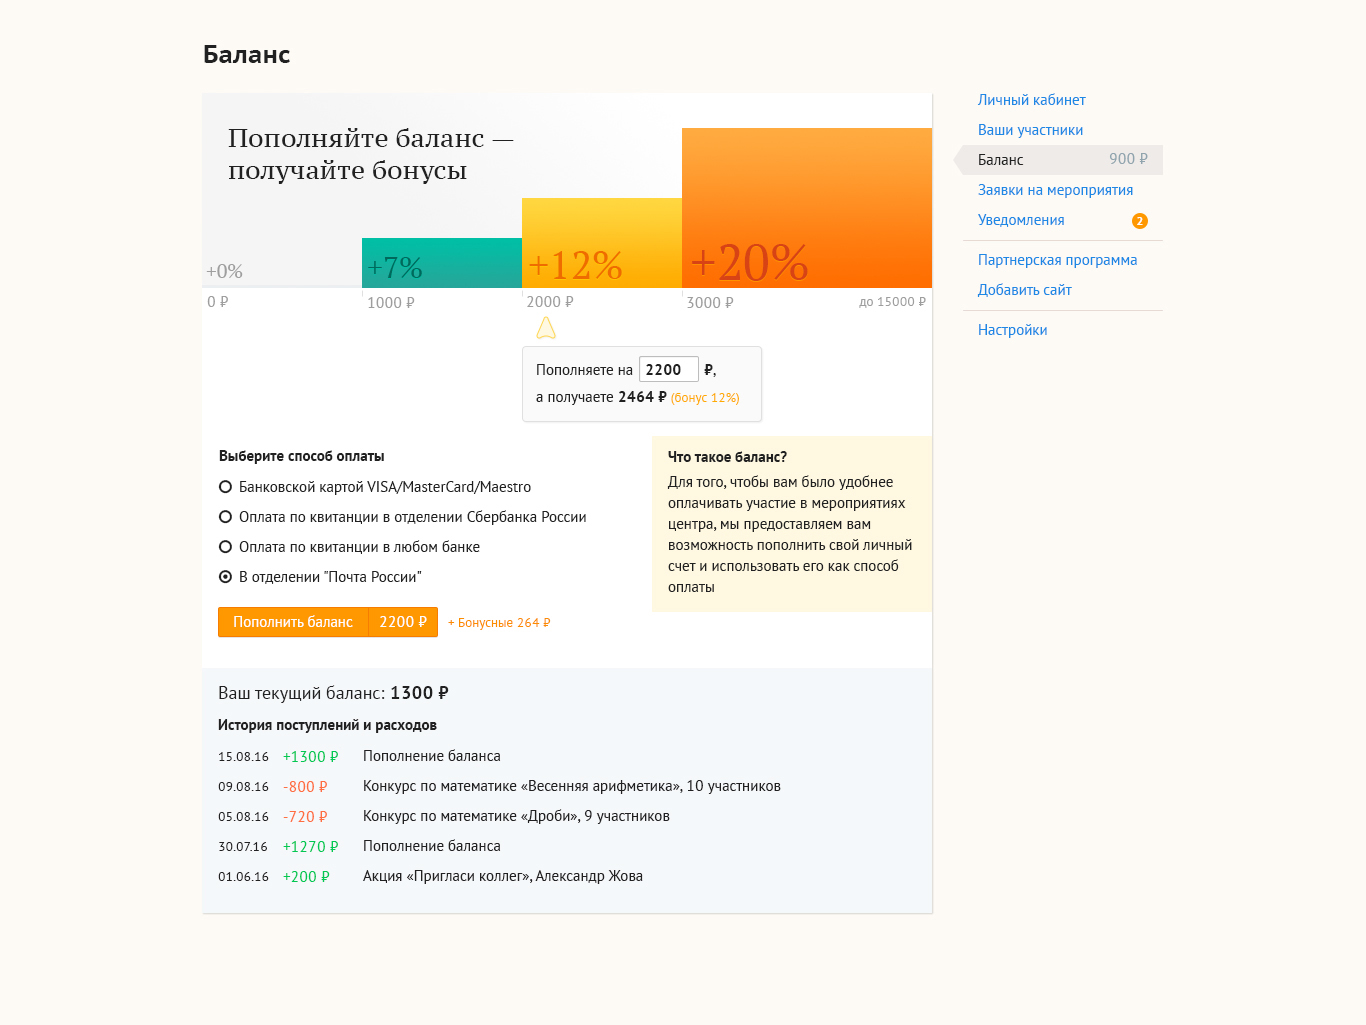 Баланс
Пополняйте баланс —
получайте бонусы
+0%
+7%
+12%
+20%
0 ₽
1000 ₽
2000 ₽
3000 ₽
до 15000 ₽
Пополняете на 2200 ₽,
а получаете 2464 ₽ (бонус 12%)
Выберите способ оплаты
Банковской картой VISA/MasterCard/Maestro
Оплата по квитанции в отделении Сбербанка России
Оплата по квитанции в любом банке
В отделении "Почта России"
Пополнить баланс 2200 ₽ + Бонусные 264 ₽
Что такое баланс?
Для того, чтобы вам было удобнее
оплачивать участие в мероприятиях
центра, мы предоставляем вам
возможность пополнить свой личный
счет и использовать его как способ
оплаты
Ваш текущий баланс: 1300 ₽
История поступлений и расходов
15.08.16 +1300 ₽ Пополнение баланса
09.08.16 -800 ₽ Конкурс по математике «Весенняя арифметика», 10 участников
05.08.16 -720 ₽ Конкурс по математике «Дроби», 9 участников
30.07.16 +1270 ₽ Пополнение баланса
01.06.16 +200 ₽ Акция «Пригласи коллег», Александр Жова
Личный кабинет
Ваши участники
Баланс 900 ₽
Заявки на мероприятия
Уведомления 2
Партнерская программа
Добавить сайт
Настройки